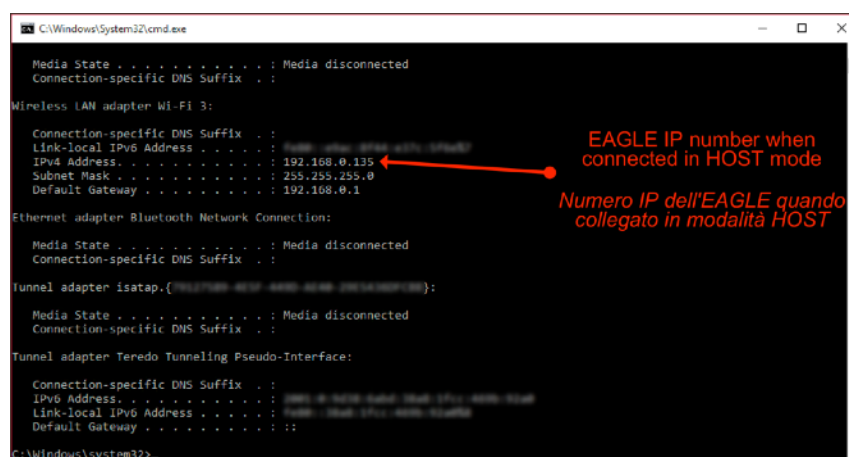 C:\Windows\System32\cmd.exe
Media State . . . . . . . . . . . : Media disconnected
Connection-specific DNS Suffix  . :
Wireless LAN adapter Wi-Fi 3:
Connection-specific DNS Suffix  . :
Link-local IPv6 Address . . . . . :
IPv4 Address. . . . . . . . . . . : 192.168.0.135
Subnet Mask . . . . . . . . . . . : 255.255.255.0
Default Gateway . . . . . . . . . : 192.168.0.1
EAGLE IP number when
connected in HOST mode
Numero IP dell'EAGLE quando
collegato in modalità HOST
Ethernet adapter Bluetooth Network Connection:
Media State . . . . . . . . . . . : Media disconnected
Connection-specific DNS Suffix  . :
Tunnel adapter isatap.{                    }:
Media State . . . . . . . . . . . : Media disconnected
Connection-specific DNS Suffix  . :
Tunnel adapter Teredo Tunneling Pseudo-Interface:
Connection-specific DNS Suffix  . :
IPv6 Address. . . . . . . . . . . :
Link-local IPv6 Address . . . . . :
Default Gateway . . . . . . . . . : ::
C:\Windows\system32>